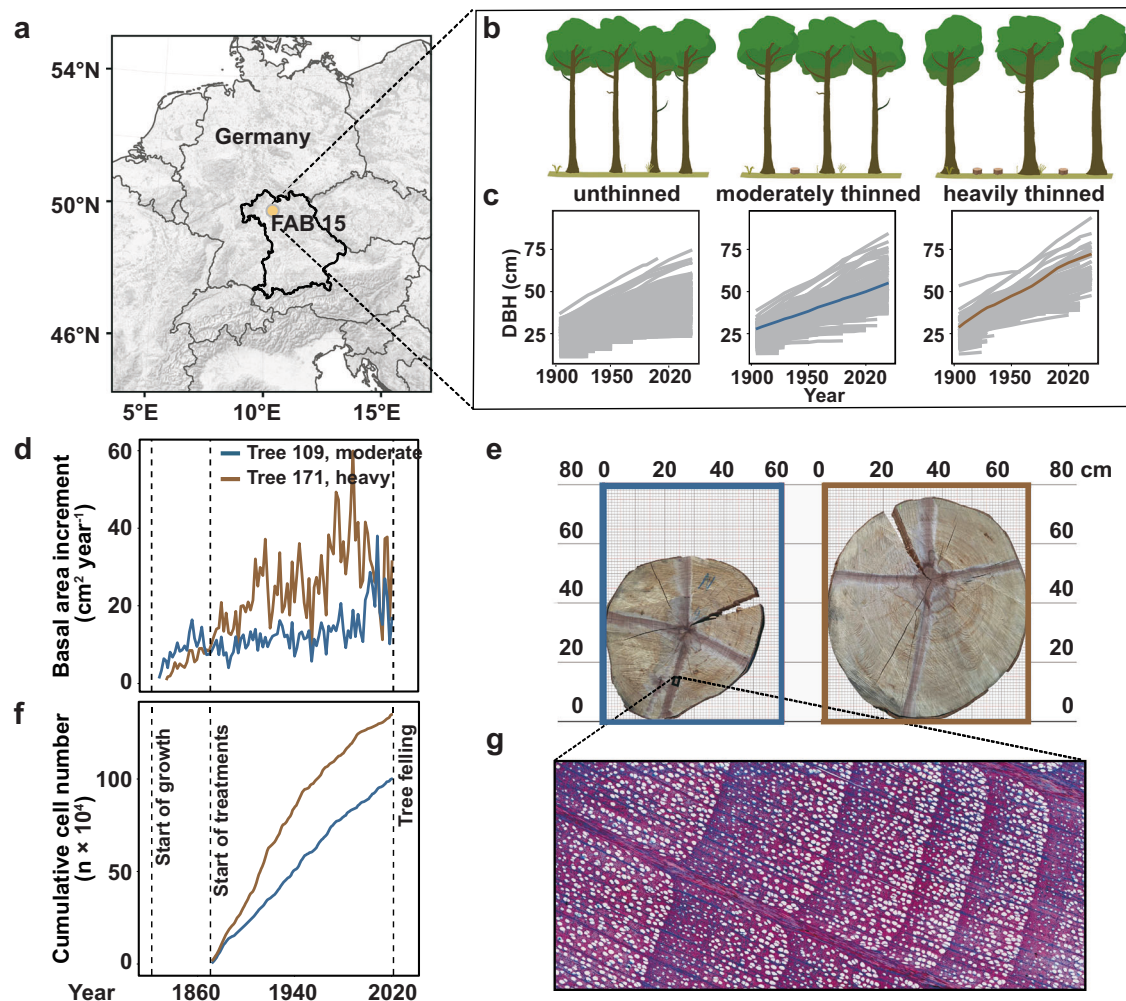 a
54°N
50°N
46°N
5°E
10°E
15°E
Germany
FAB 15
b
unthinned
moderately thinned
heavily thinned
c
DBH (cm)
75
50
25
75
50
25
75
50
25
1900
1950
2020
1900
1950
2020
1900
1950
2020
Year
d
Tree 109, moderate
Tree 171, heavy
Basal area increment
(cm² year⁻¹)
60
40
20
0
e
80
0
20
40
60
0
20
40
60
80
cm
60
40
20
0
60
40
20
0
f
Cumulative cell number
(n × 10⁴)
100
50
0
Start of growth
Start of treatments
Tree felling
Year
1860
1940
2020
g